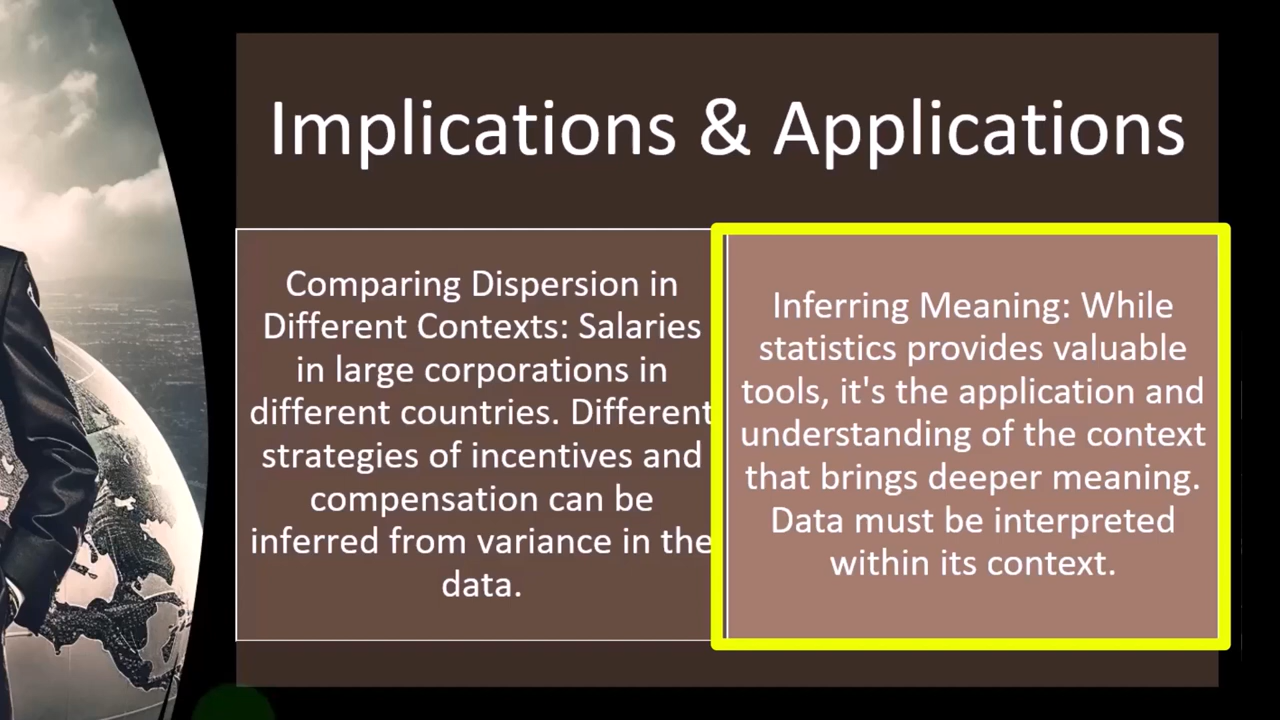 Implications & Applications
Comparing Dispersion in
Different Contexts: Salaries
in large corporations in
different countries. Different
strategies of incentives and
compensation can be
inferred from variance in the
data.
Inferring Meaning: While
statistics provides valuable
tools, it's the application and
understanding of the context
that brings deeper meaning.
Data must be interpreted
within its context.